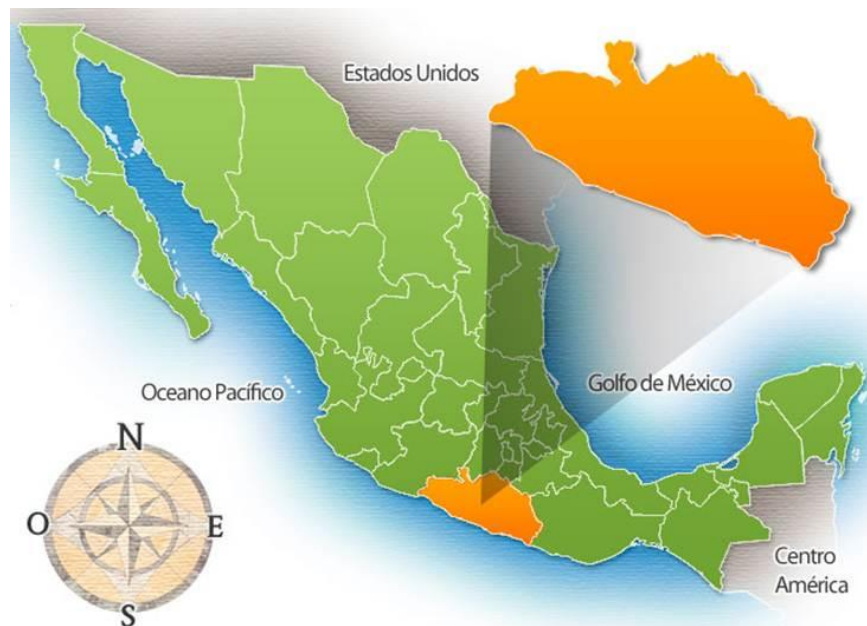 Estados Unidos
Oceano Pacífico
Golfo de México
N
O
E
S
Centro
América